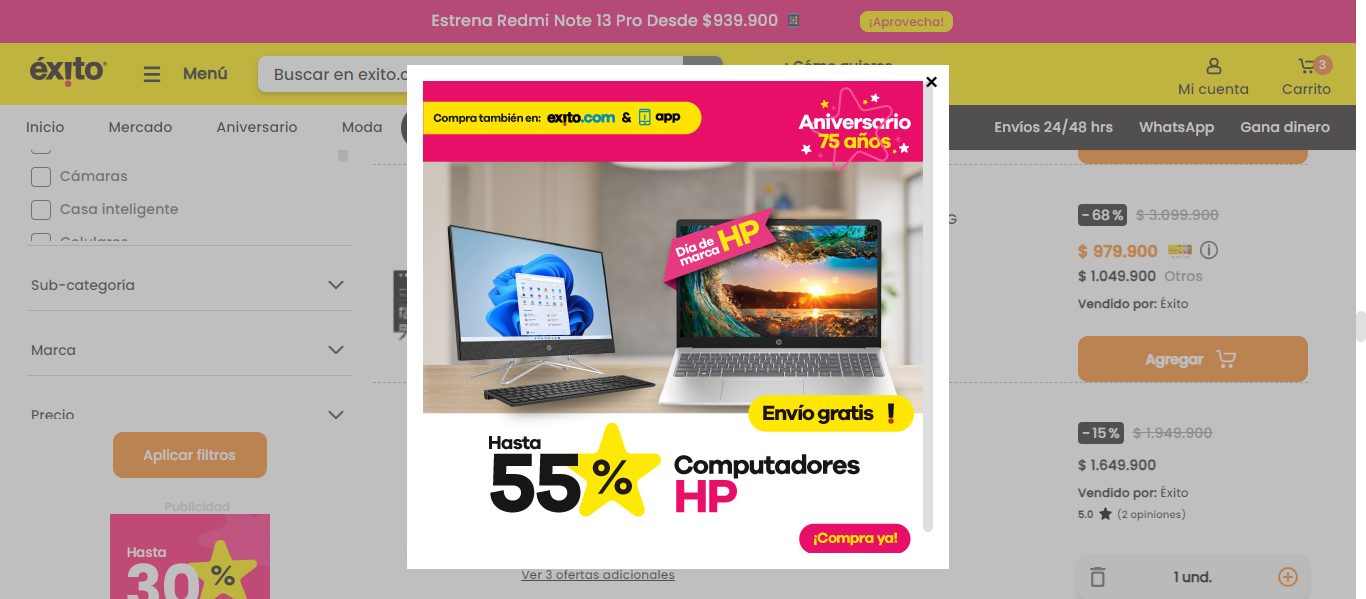 Estrena Redmi Note 13 Pro Desde $939.900
¡Aprovecha!
éxito
Menú
Buscar en exito.c
¿Cómo quieres
Mi cuenta
3
Carrito
Inicio
Mercado
Aniversario
Moda
Envíos 24/48 hrs
WhatsApp
Gana dinero
Cámaras
Casa inteligente
Celulares
Sub-categoría
Marca
Precio
Aplicar filtros
Publicidad
Hasta
30%
×
Compra también en: exito.com & app
Aniversario
75 años
Día de
marca HP
Envío gratis !
Hasta
55%
Computadores
HP
¡Compra ya!
Ver 3 ofertas adicionales
G
-68% $ 3.099.900
$ 979.900
$ 1.049.900 Otros
Vendido por: Éxito
Agregar
-15% $ 1.949.900
$ 1.649.900
Vendido por: Éxito
5.0 ★ (2 opiniones)
1 und.